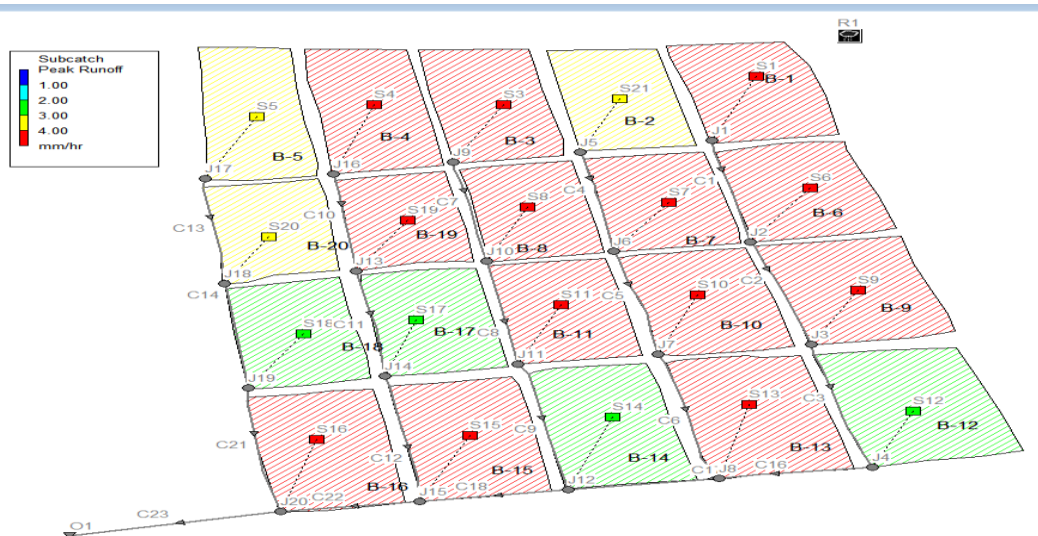 R1
Subcatch
Peak Runoff
1.00
2.00
3.00
4.00
mm/hr
S5
B-5
S4
B-4
S3
B-3
S21
B-2
S1
B-1
J17
J16
J9
J5
J1
C13
S20
B-20
C10
S19
B-19
C7
S8
B-8
C4
S7
B-7
C1
S6
B-6
J18
J13
J10
J6
J2
C14
S18
B-18
C11
S17
B-17
C8
S11
B-11
C5
S10
B-10
C2
S9
B-9
J19
J14
J11
J7
J3
C21
S16
B-16
C12
S15
B-15
C9
S14
B-14
C6
S13
B-13
C3
S12
B-12
J20
C22
J15
C18
J12
J8
C16
J4
O1
C23